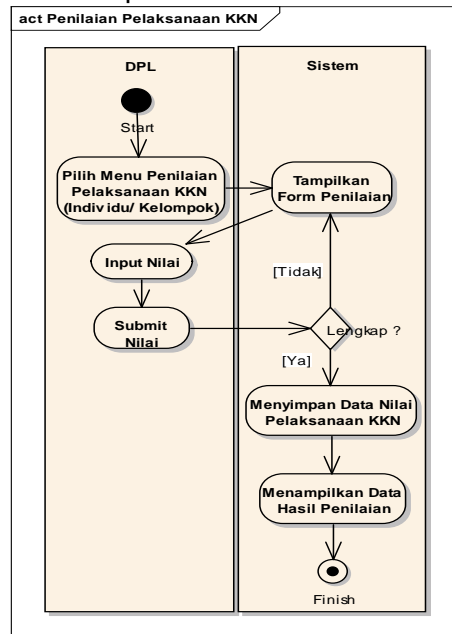 act Penilaian Pelaksanaan KKN
DPL
Sistem
Start
Pilih Menu Penilaian
Pelaksanaan KKN
(Individu/ Kelompok)
Tampilkan
Form Penilaian
Input Nilai
[Tidak]
Submit
Nilai
Lengkap ?
[Ya]
Menyimpan Data Nilai
Pelaksanaan KKN
Menampilkan Data
Hasil Penilaian
Finish